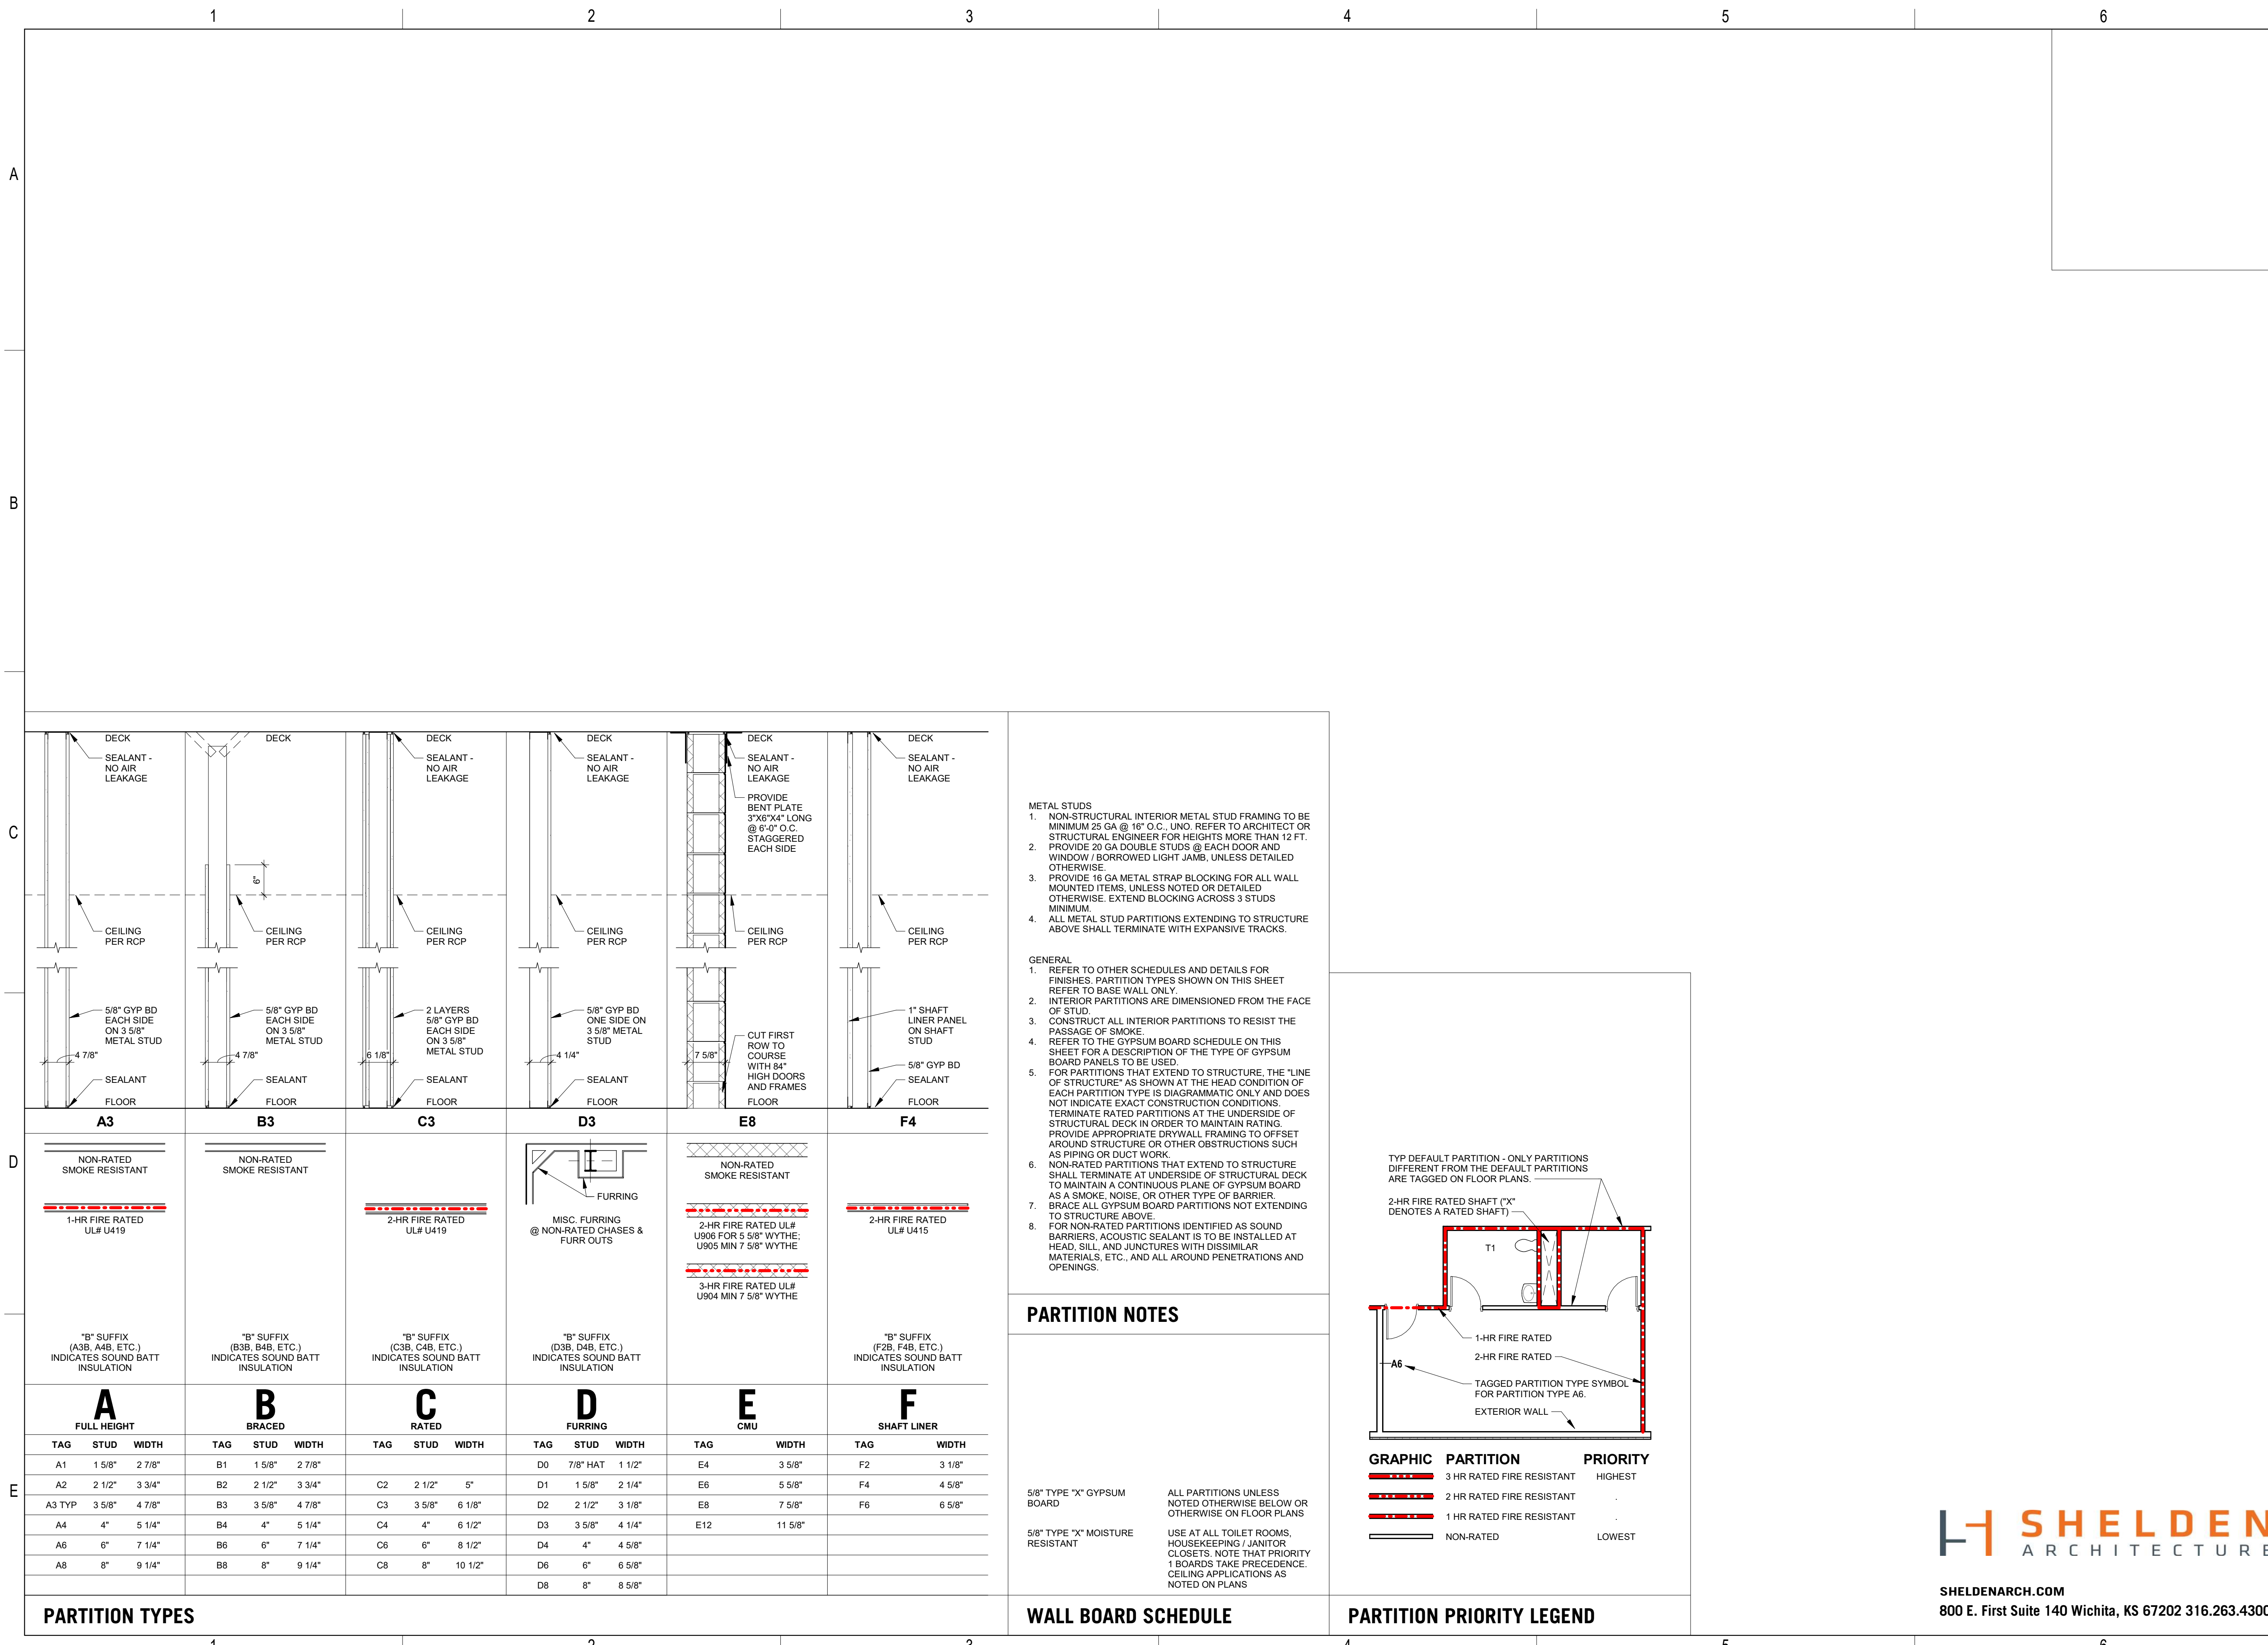 1 2 3 4 5 6
A
B
C
D
E
DECK
SEALANT -
NO AIR
LEAKAGE
CEILING
PER RCP
5/8" GYP BD
EACH SIDE
ON 3 5/8"
METAL STUD
4 7/8"
SEALANT
FLOOR
A3
NON-RATED
SMOKE RESISTANT
1-HR FIRE RATED
UL# U419
"B" SUFFIX
(A3B, A4B, ETC.)
INDICATES SOUND BATT
INSULATION
A
FULL HEIGHT
TAG STUD WIDTH
A1 1 5/8" 2 7/8"
A2 2 1/2" 3 3/4"
A3 TYP 3 5/8" 4 7/8"
A4 4" 5 1/4"
A6 6" 7 1/4"
A8 8" 9 1/4"
DECK
6"
CEILING
PER RCP
5/8" GYP BD
EACH SIDE
ON 3 5/8"
METAL STUD
4 7/8"
SEALANT
FLOOR
B3
NON-RATED
SMOKE RESISTANT
"B" SUFFIX
(B3B, B4B, ETC.)
INDICATES SOUND BATT
INSULATION
B
BRACED
TAG STUD WIDTH
B1 1 5/8" 2 7/8"
B2 2 1/2" 3 3/4"
B3 3 5/8" 4 7/8"
B4 4" 5 1/4"
B6 6" 7 1/4"
B8 8" 9 1/4"
DECK
SEALANT -
NO AIR
LEAKAGE
CEILING
PER RCP
2 LAYERS
5/8" GYP BD
EACH SIDE
ON 3 5/8"
METAL STUD
6 1/8"
SEALANT
FLOOR
C3
2-HR FIRE RATED
UL# U419
"B" SUFFIX
(C3B, C4B, ETC.)
INDICATES SOUND BATT
INSULATION
C
RATED
TAG STUD WIDTH
C2 2 1/2" 5"
C3 3 5/8" 6 1/8"
C4 4" 6 1/2"
C6 6" 8 1/2"
C8 8" 10 1/2"
DECK
SEALANT -
NO AIR
LEAKAGE
CEILING
PER RCP
5/8" GYP BD
ONE SIDE ON
3 5/8" METAL
STUD
4 1/4"
SEALANT
FLOOR
D3
FURRING
MISC. FURRING
@ NON-RATED CHASES &
FURR OUTS
"B" SUFFIX
(D3B, D4B, ETC.)
INDICATES SOUND BATT
INSULATION
D
FURRING
TAG STUD WIDTH
D0 7/8" HAT 1 1/2"
D1 1 5/8" 2 1/4"
D2 2 1/2" 3 1/8"
D3 3 5/8" 4 1/4"
D4 4" 4 5/8"
D6 6" 6 5/8"
D8 8" 8 5/8"
DECK
SEALANT -
NO AIR
LEAKAGE
PROVIDE
BENT PLATE
3"X6"X4" LONG
@ 6'-0" O.C.
STAGGERED
EACH SIDE
CEILING
PER RCP
CUT FIRST
ROW TO
COURSE
WITH 84"
HIGH DOORS
AND FRAMES
7 5/8"
FLOOR
E8
NON-RATED
SMOKE RESISTANT
2-HR FIRE RATED UL#
U906 FOR 5 5/8" WYTHE;
U905 MIN 7 5/8" WYTHE
3-HR FIRE RATED UL#
U904 MIN 7 5/8" WYTHE
E
CMU
TAG WIDTH
E4 3 5/8"
E6 5 5/8"
E8 7 5/8"
E12 11 5/8"
DECK
SEALANT -
NO AIR
LEAKAGE
CEILING
PER RCP
1" SHAFT
LINER PANEL
ON SHAFT
STUD
5/8" GYP BD
SEALANT
FLOOR
F4
2-HR FIRE RATED
UL# U415
"B" SUFFIX
(F2B, F4B, ETC.)
INDICATES SOUND BATT
INSULATION
F
SHAFT LINER
TAG WIDTH
F2 3 1/8"
F4 4 5/8"
F6 6 5/8"
PARTITION TYPES
METAL STUDS
1. NON-STRUCTURAL INTERIOR METAL STUD FRAMING TO BE
MINIMUM 25 GA @ 16" O.C., UNO. REFER TO ARCHITECT OR
STRUCTURAL ENGINEER FOR HEIGHTS MORE THAN 12 FT.
2. PROVIDE 20 GA DOUBLE STUDS @ EACH DOOR AND
WINDOW / BORROWED LIGHT JAMB, UNLESS DETAILED
OTHERWISE.
3. PROVIDE 16 GA METAL STRAP BLOCKING FOR ALL WALL
MOUNTED ITEMS, UNLESS NOTED OR DETAILED
OTHERWISE. EXTEND BLOCKING ACROSS 3 STUDS
MINIMUM.
4. ALL METAL STUD PARTITIONS EXTENDING TO STRUCTURE
ABOVE SHALL TERMINATE WITH EXPANSIVE TRACKS.
GENERAL
1. REFER TO OTHER SCHEDULES AND DETAILS FOR
FINISHES. PARTITION TYPES SHOWN ON THIS SHEET
REFER TO BASE WALL ONLY.
2. INTERIOR PARTITIONS ARE DIMENSIONED FROM THE FACE
OF STUD.
3. CONSTRUCT ALL INTERIOR PARTITIONS TO RESIST THE
PASSAGE OF SMOKE.
4. REFER TO THE GYPSUM BOARD SCHEDULE ON THIS
SHEET FOR A DESCRIPTION OF THE TYPE OF GYPSUM
BOARD PANELS TO BE USED.
5. FOR PARTITIONS THAT EXTEND TO STRUCTURE, THE "LINE
OF STRUCTURE" AS SHOWN AT THE HEAD CONDITION OF
EACH PARTITION TYPE IS DIAGRAMMATIC ONLY AND DOES
NOT INDICATE EXACT CONSTRUCTION CONDITIONS.
TERMINATE RATED PARTITIONS AT THE UNDERSIDE OF
STRUCTURAL DECK IN ORDER TO MAINTAIN RATING.
PROVIDE APPROPRIATE DRYWALL FRAMING TO OFFSET
AROUND STRUCTURE OR OTHER OBSTRUCTIONS SUCH
AS PIPING OR DUCT WORK.
6. NON-RATED PARTITIONS THAT EXTEND TO STRUCTURE
SHALL TERMINATE AT UNDERSIDE OF STRUCTURAL DECK
TO MAINTAIN A CONTINUOUS PLANE OF GYPSUM BOARD
AS A SMOKE, NOISE, OR OTHER TYPE OF BARRIER.
7. BRACE ALL GYPSUM BOARD PARTITIONS NOT EXTENDING
TO STRUCTURE ABOVE.
8. FOR NON-RATED PARTITIONS IDENTIFIED AS SOUND
BARRIERS, ACOUSTIC SEALANT IS TO BE INSTALLED AT
HEAD, SILL, AND JUNCTURES WITH DISSIMILAR
MATERIALS, ETC., AND ALL AROUND PENETRATIONS AND
OPENINGS.
PARTITION NOTES
5/8" TYPE "X" GYPSUM
BOARD
ALL PARTITIONS UNLESS
NOTED OTHERWISE BELOW OR
OTHERWISE ON FLOOR PLANS
5/8" TYPE "X" MOISTURE
RESISTANT
USE AT ALL TOILET ROOMS,
HOUSEKEEPING / JANITOR
CLOSETS. NOTE THAT PRIORITY
1 BOARDS TAKE PRECEDENCE.
CEILING APPLICATIONS AS
NOTED ON PLANS
WALL BOARD SCHEDULE
TYP DEFAULT PARTITION - ONLY PARTITIONS
DIFFERENT FROM THE DEFAULT PARTITIONS
ARE TAGGED ON FLOOR PLANS.
2-HR FIRE RATED SHAFT ("X"
DENOTES A RATED SHAFT)
T1
1-HR FIRE RATED
2-HR FIRE RATED
A6
TAGGED PARTITION TYPE SYMBOL
FOR PARTITION TYPE A6.
EXTERIOR WALL
GRAPHIC PARTITION PRIORITY
3 HR RATED FIRE RESISTANT HIGHEST
2 HR RATED FIRE RESISTANT .
1 HR RATED FIRE RESISTANT .
NON-RATED LOWEST
PARTITION PRIORITY LEGEND
SHELDEN
ARCHITECTURE
SHELDENARCH.COM
800 E. First Suite 140 Wichita, KS 67202 316.263.4300
1 2 3 4 5 6